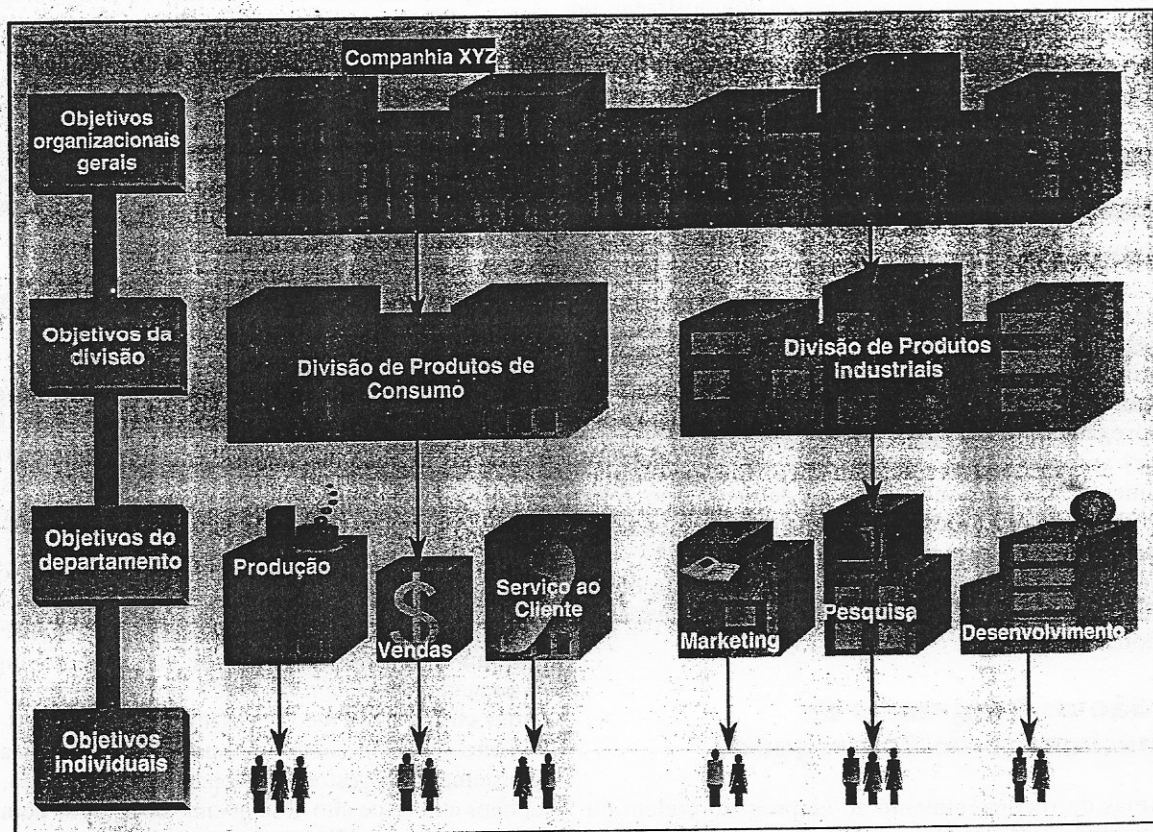 Companhia XYZ
Objetivos
organizacionais
gerais
Objetivos da
divisão
Divisão de Produtos de
Consumo
Divisão de Produtos
Industriais
Objetivos do
departamento
Produção
$
Vendas
Serviço ao
Cliente
Marketing
Pesquisa
Desenvolvimento
Objetivos
individuais